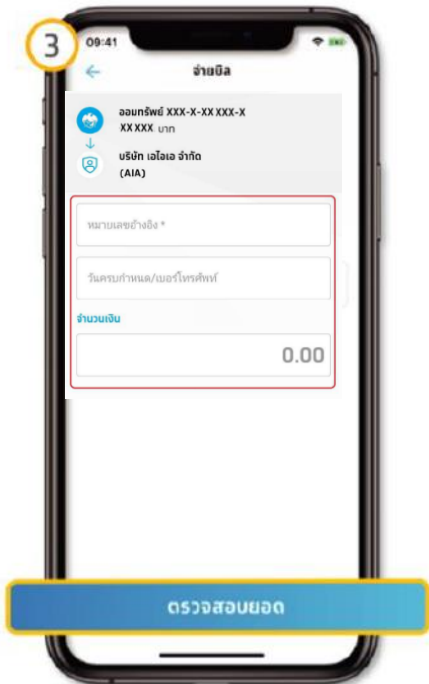 3
09:41
จ่ายบิล
ออมทรัพย์ XXX-X-XX XXX-X
XX XXX บาท
บริษัท เอไอเอ จำกัด
(AIA)
หมายเลขอ้างอิง *
วันครบกำหนด/เบอร์โทรศัพท์
จำนวนเงิน
0.00
ตรวจสอบยอด